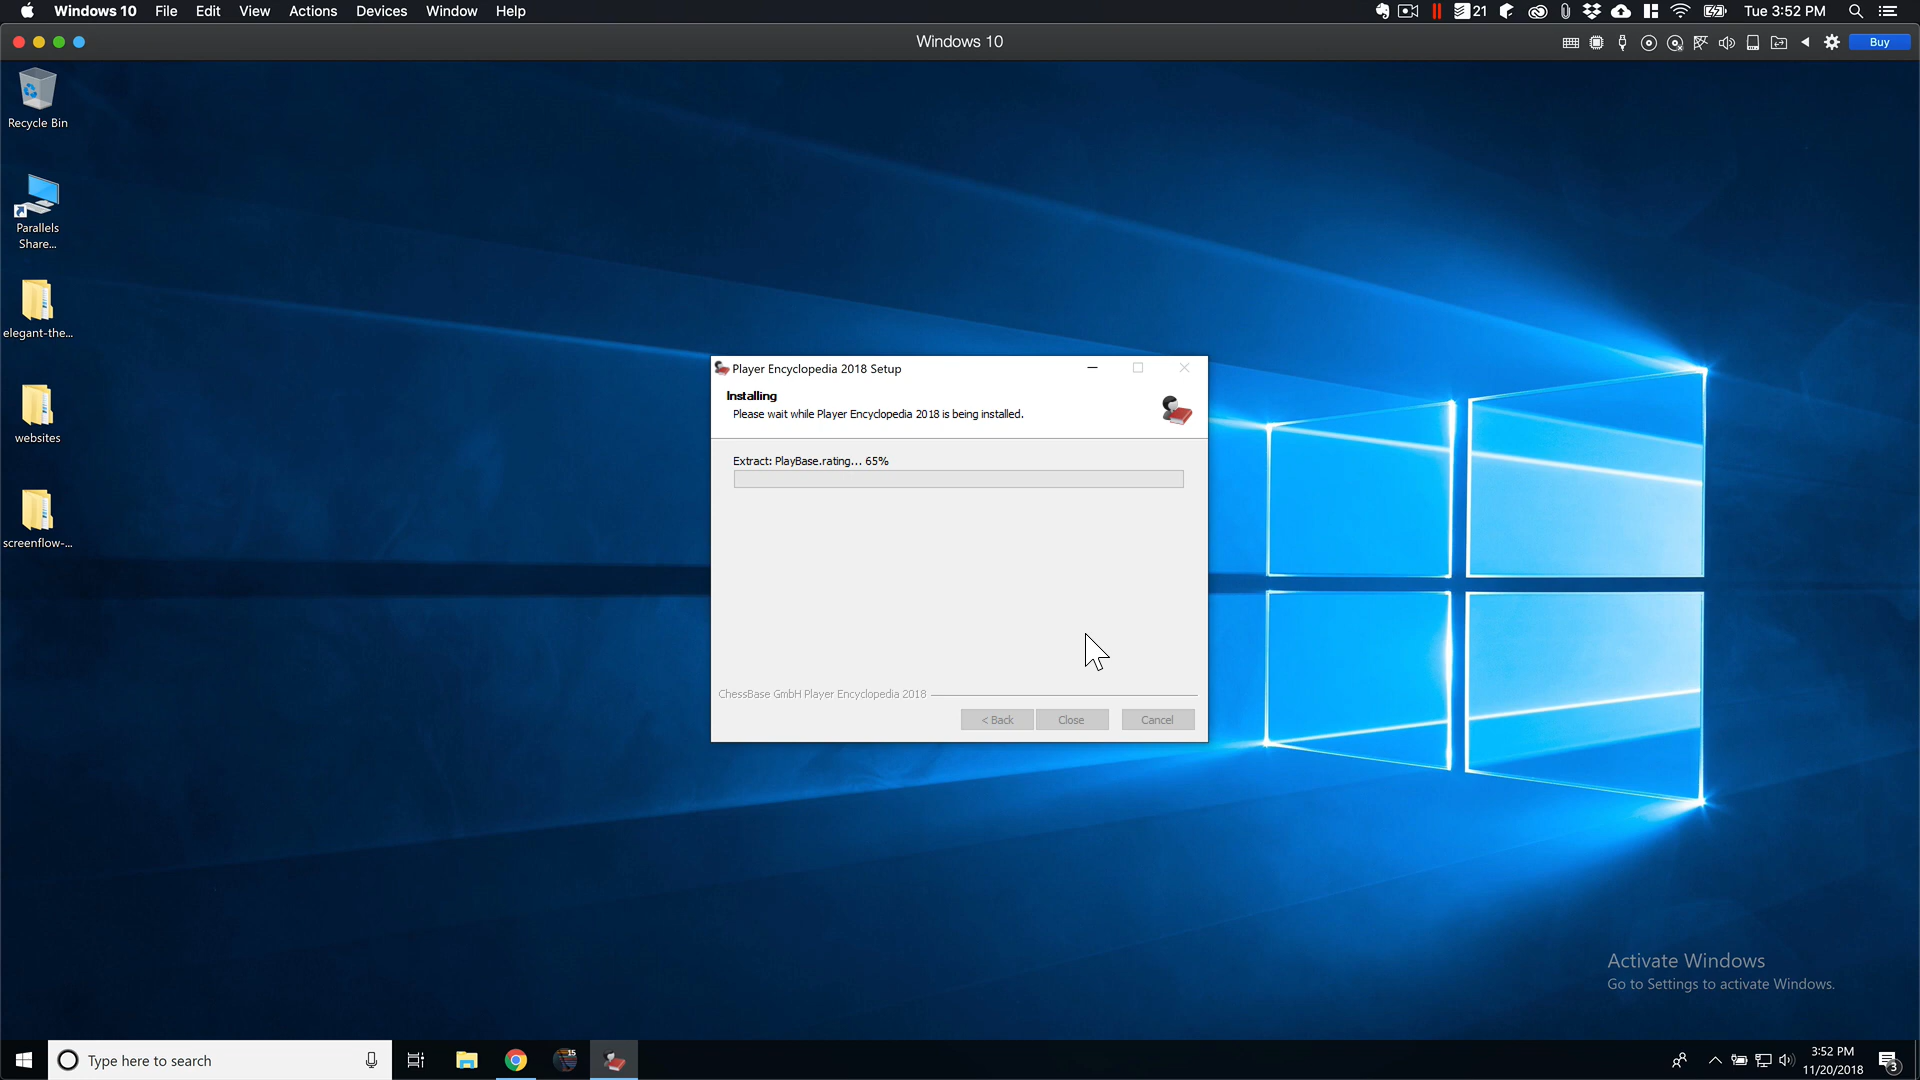 Windows 10 File Edit View Actions Devices Window Help 21 Tue 3:52 PM
Windows 10 Buy
Recycle Bin
Parallels
Share...
elegant-the...
websites
screenflow-...
Player Encyclopedia 2018 Setup
Installing
Please wait while Player Encyclopedia 2018 is being installed.
Extract: PlayBase.rating... 65%
ChessBase GmbH Player Encyclopedia 2018
< Back Close Cancel
Activate Windows
Go to Settings to activate Windows.
Type here to search
15
3:52 PM
11/20/2018
3